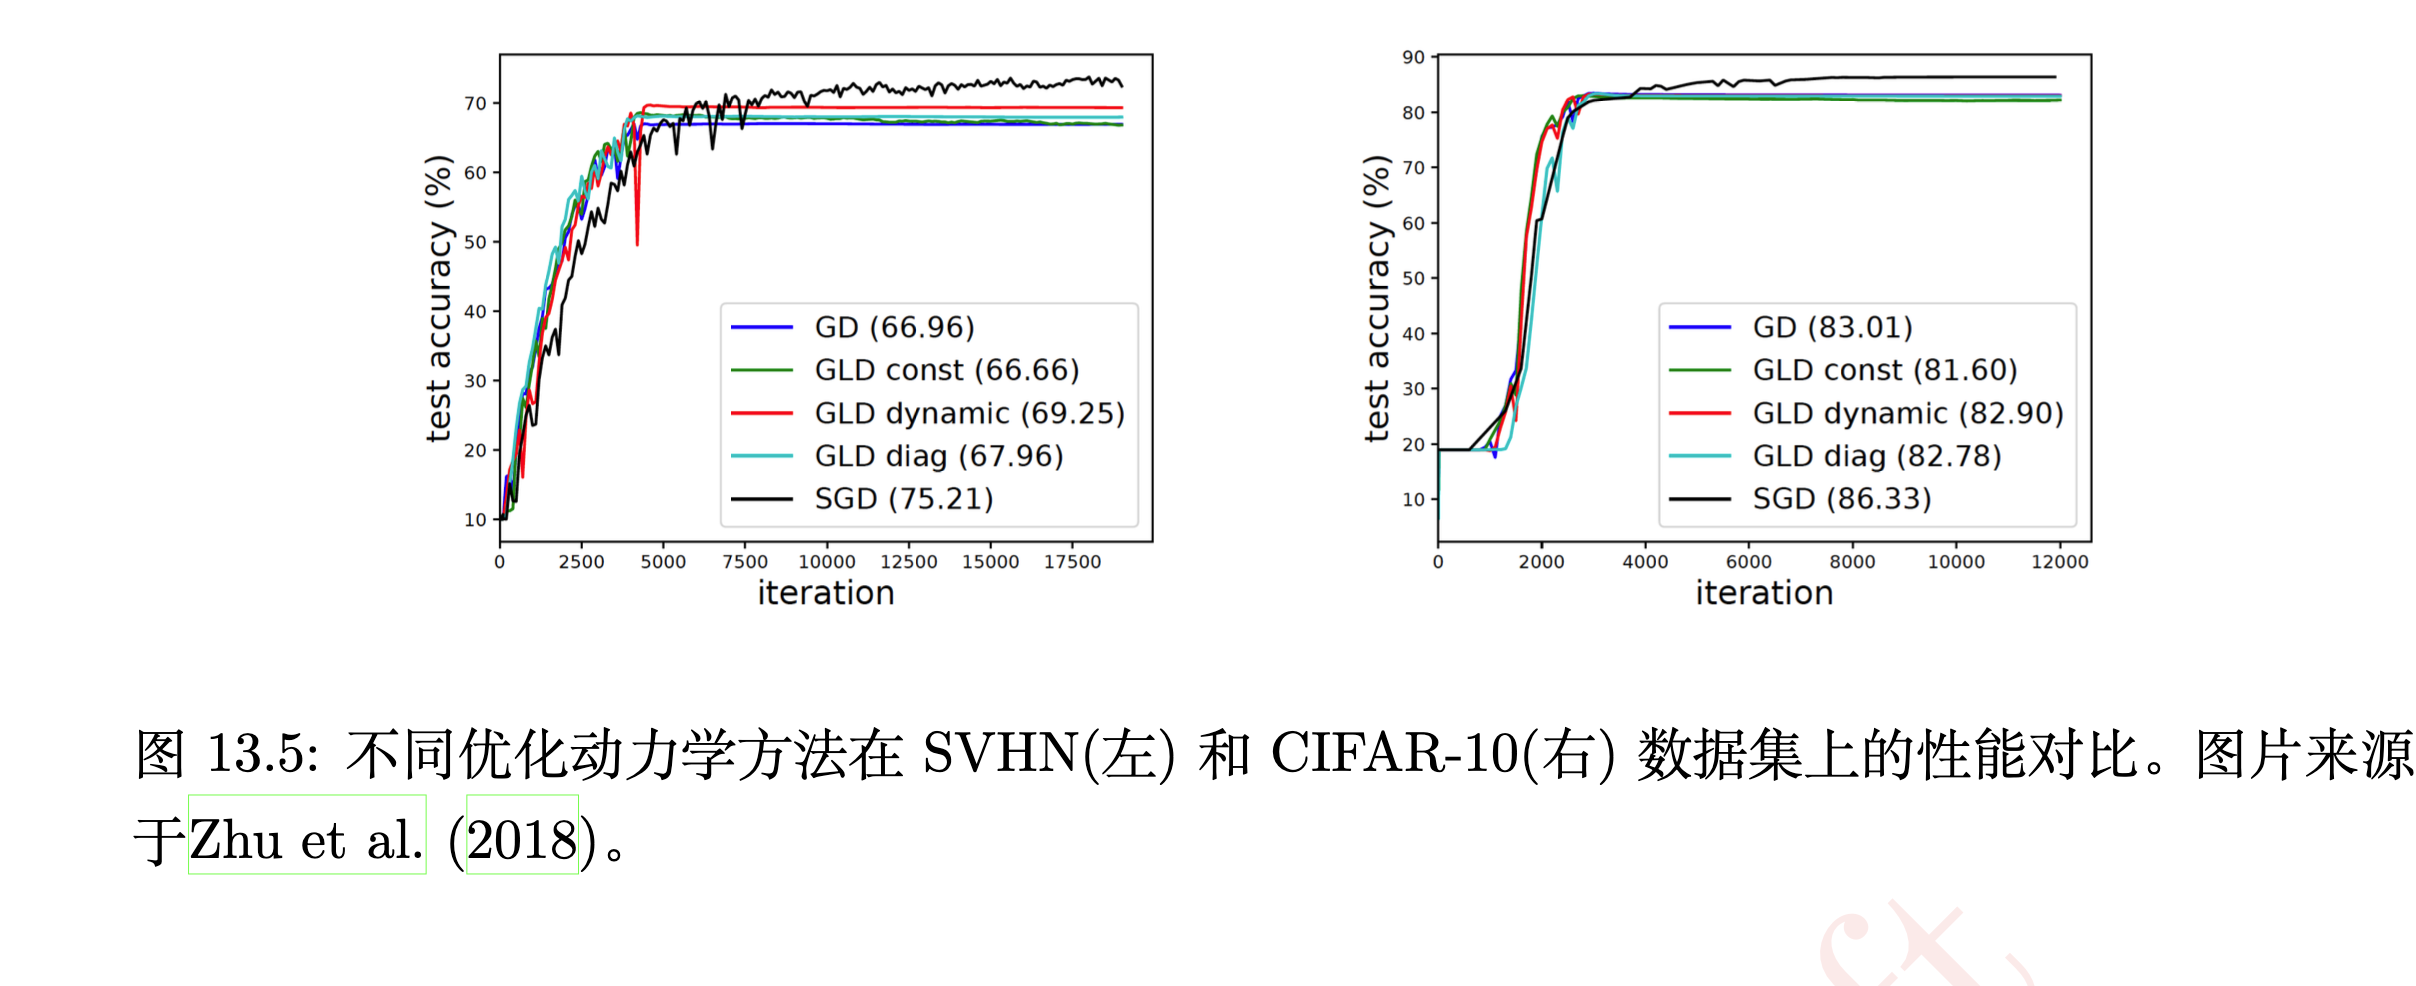 70
60
50
40
30
20
10
test accuracy (%)
GD (66.96)
GLD const (66.66)
GLD dynamic (69.25)
GLD diag (67.96)
SGD (75.21)
0 2500 5000 7500 10000 12500 15000 17500
iteration
90
80
70
60
50
40
30
20
10
test accuracy (%)
GD (83.01)
GLD const (81.60)
GLD dynamic (82.90)
GLD diag (82.78)
SGD (86.33)
0 2000 4000 6000 8000 10000 12000
iteration
图 13.5: 不同优化动力学方法在 SVHN(左) 和 CIFAR-10(右) 数据集上的性能对比。图片来源
于Zhu et al. (2018)。